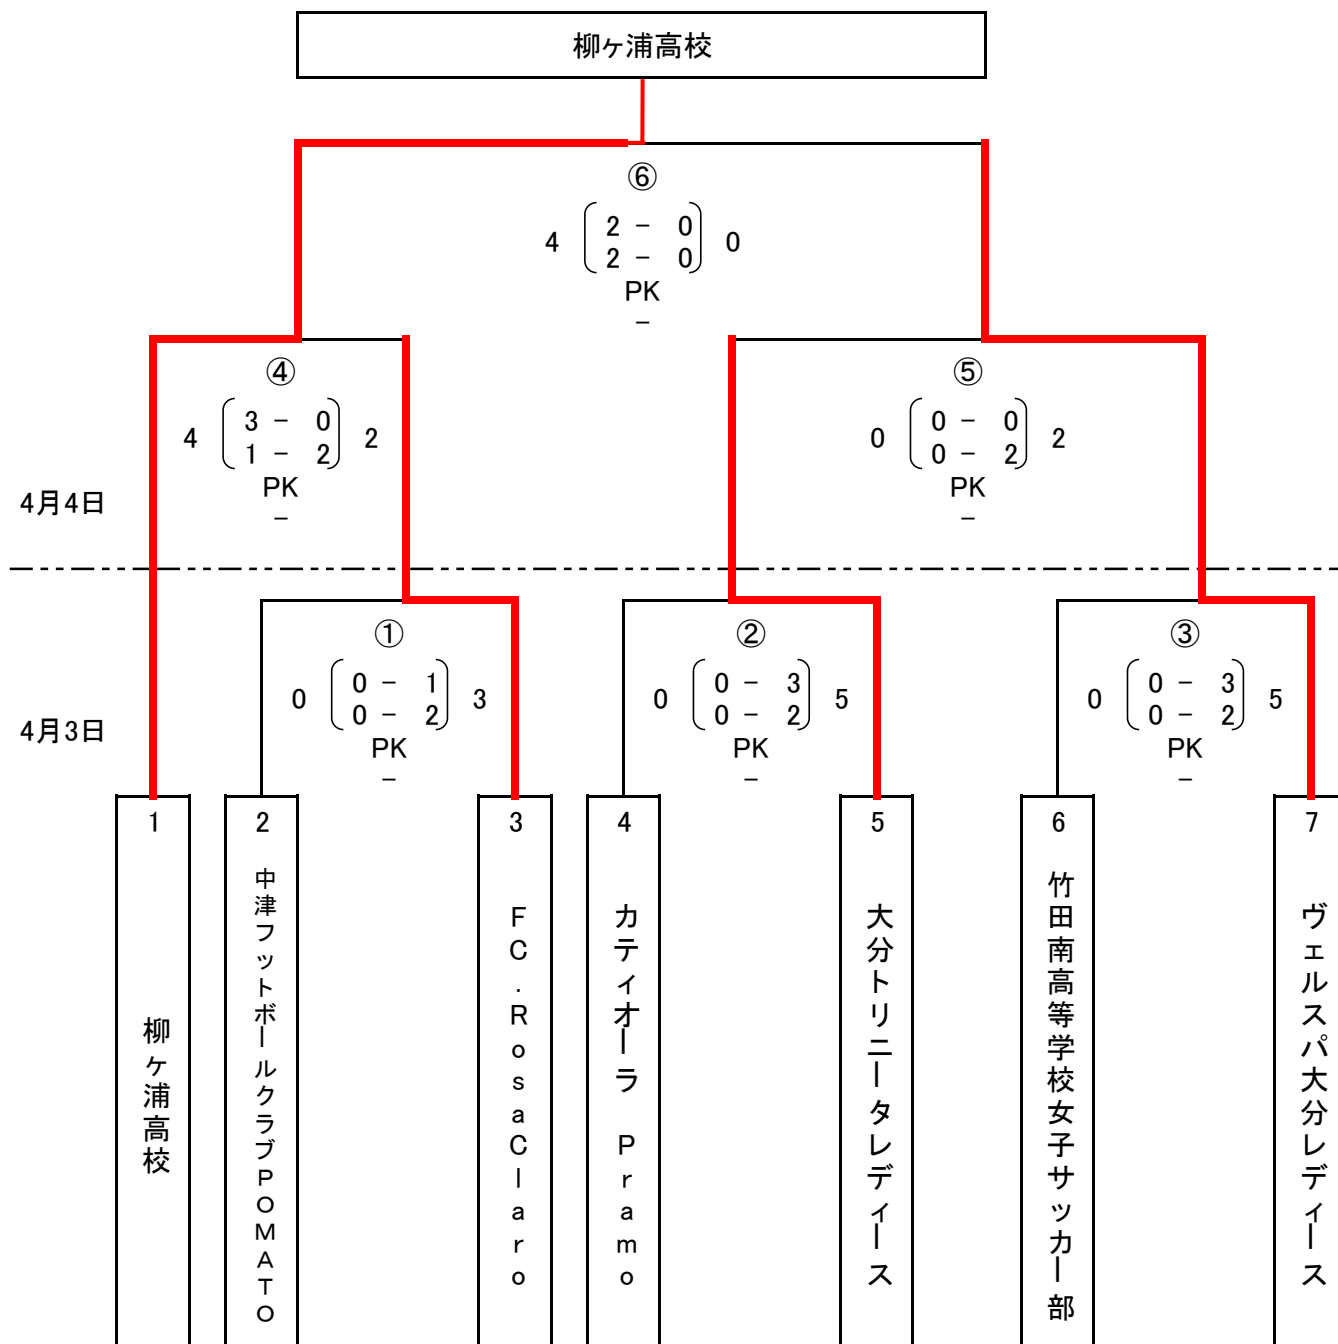 柳ヶ浦高校
⑥
4 2 － 0 0
2 － 0
PK
－
④ ⑤
4 3 － 0 2 0 0 － 0 2
1 － 2 0 － 2
PK PK
－ －
4月4日
① ② ③
0 0 － 1 3 0 0 － 3 5 0 0 － 3 5
0 － 2 0 － 2 0 － 2
PK PK PK
－ － －
4月3日
1 2 3 4 5 6 7
柳ヶ浦高校
中津フットボールクラブPOMATO
FC.RosaClaro
カティオーラ Pramo
大分トリニータレディース
竹田南高等学校女子サッカー部
ヴェルスパ大分レディース